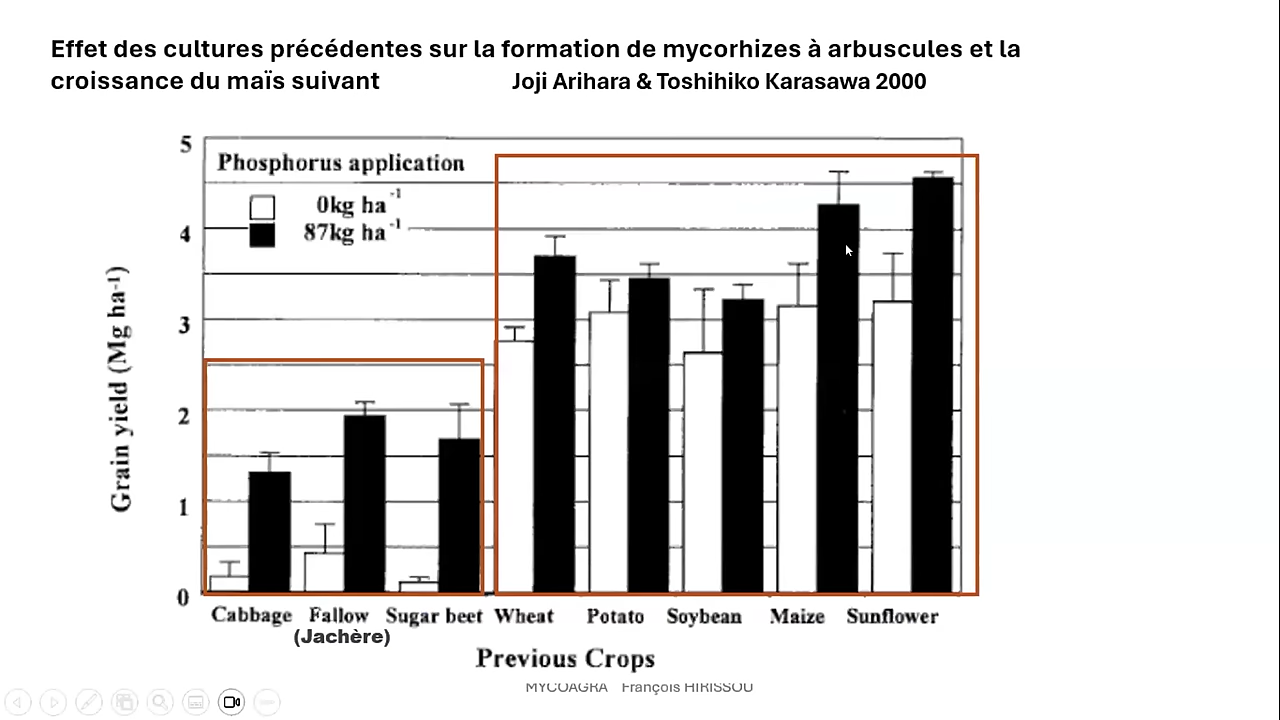 Effet des cultures précédentes sur la formation de mycorhizes à arbuscules et la
croissance du maïs suivant Joji Arihara & Toshihiko Karasawa 2000
5
Phosphorus application
0kg ha⁻¹
87kg ha⁻¹
4
3
2
1
0
Grain yield (Mg ha⁻¹)
Cabbage Fallow Sugar beet Wheat Potato Soybean Maize Sunflower
(Jachère)
Previous Crops
MYCOAGRA François HIRISSOU